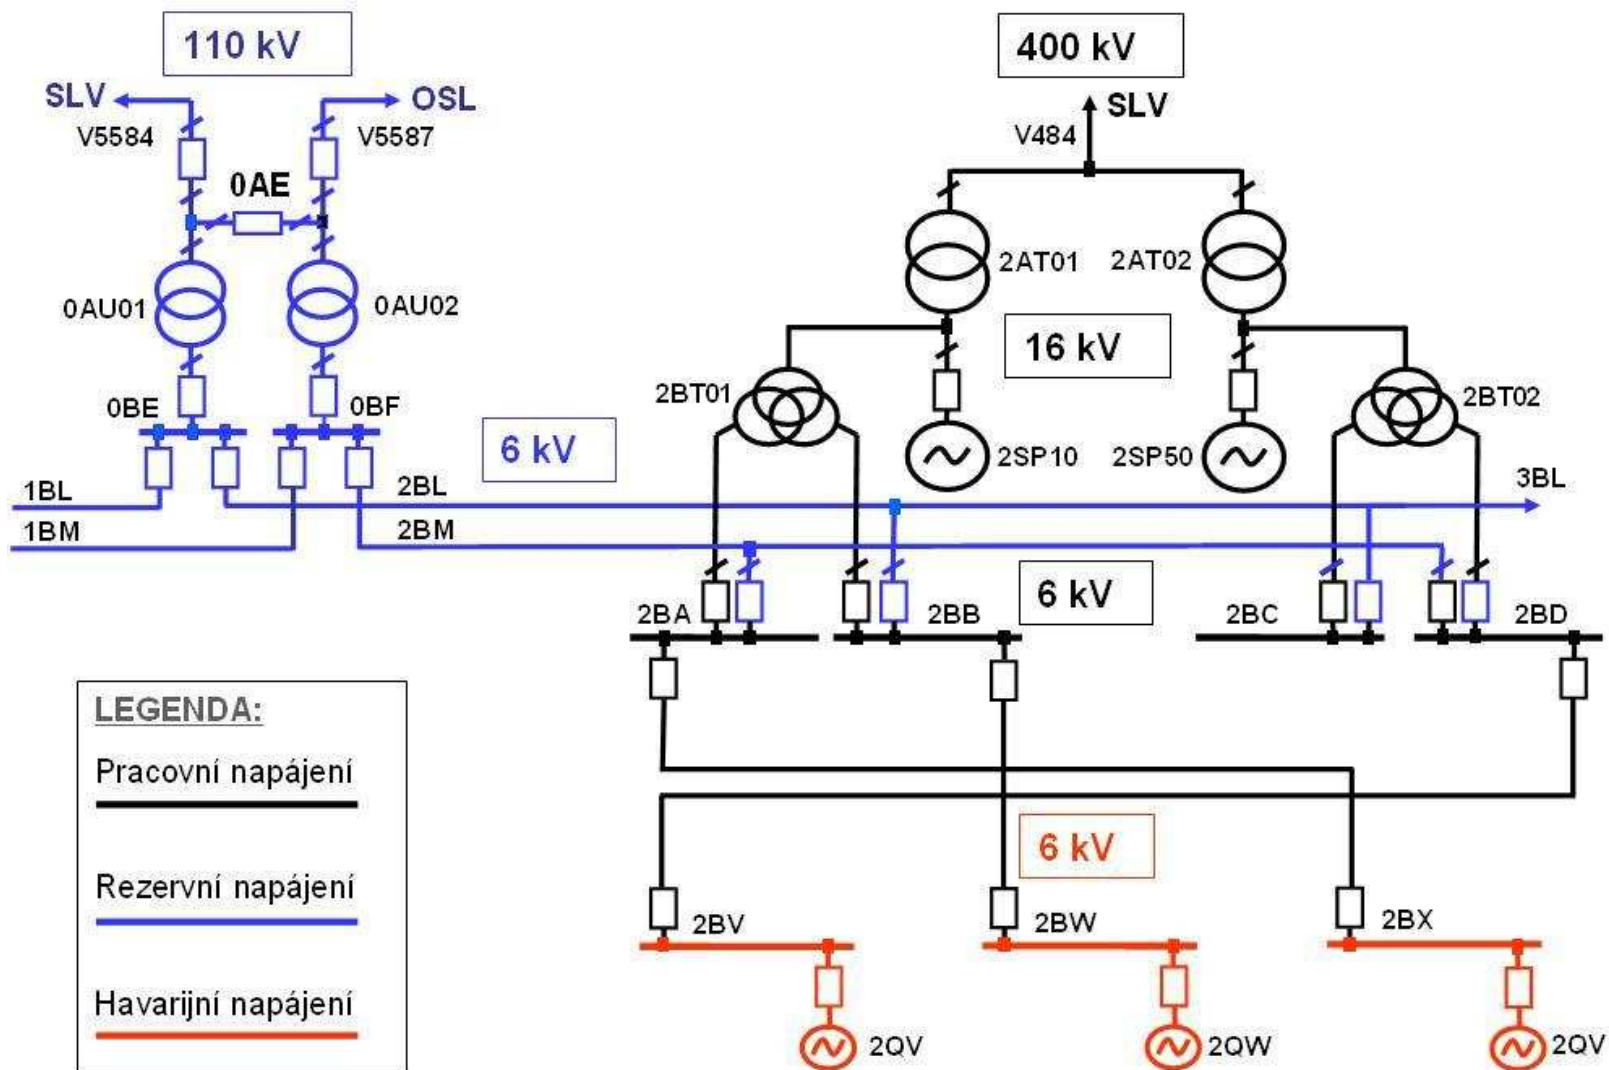 110 kV
400 kV
SLV
OSL
SLV
V5584
V5587
V484
0AE
2AT01
2AT02
0AU01
0AU02
16 kV
2BT01
2BT02
0BE
0BF
6 kV
2SP10
2SP50
1BL
2BL
3BL
1BM
2BM
6 kV
2BA
2BB
2BC
2BD
LEGENDA:
Pracovní napájení
Rezervní napájení
Havarijní napájení
6 kV
2BV
2BW
2BX
2QV
2QW
2QV